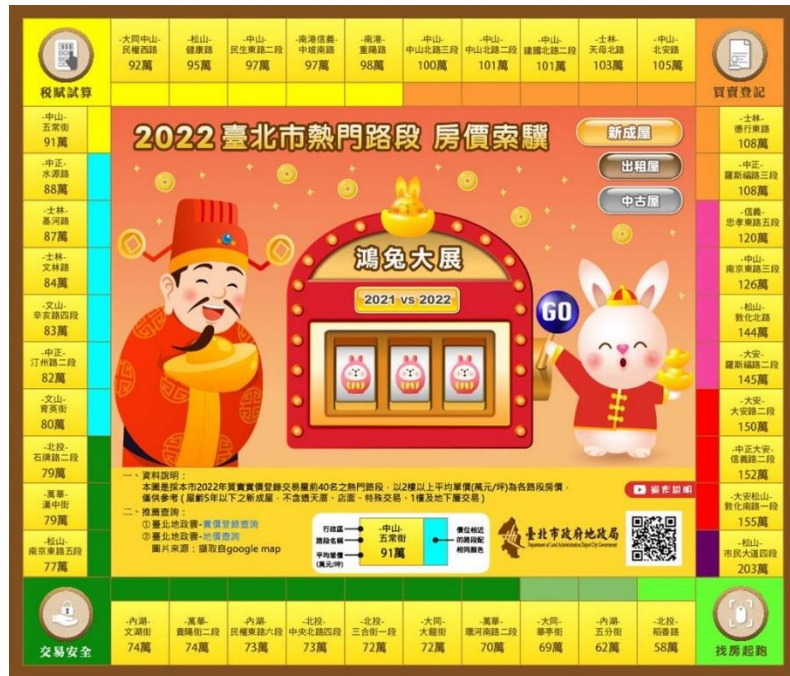 $$$
稅賦試算
-大同中山-
民權西路
92萬
-松山-
健康路
95萬
-中山-
民生東路二段
97萬
-南港信義-
中坡南路
97萬
-南港-
重陽路
98萬
-中山-
中山北路三段
100萬
-中山-
中山北路二段
101萬
-中山-
建國北路二段
101萬
-士林-
天母北路
103萬
-中山-
北安路
105萬
買賣登記
-中山-
五常街
91萬
-中正-
水源路
88萬
-士林-
基河路
87萬
-士林-
文林路
84萬
-文山-
辛亥路四段
83萬
-中正-
汀州路二段
82萬
-文山-
育英街
80萬
-北投-
石牌路二段
79萬
-萬華-
漢中街
79萬
-松山-
南京東路五段
77萬
2022 臺北市熱門路段 房價索驥
新成屋
出租屋
中古屋
鴻兔大展
2021 vs 2022
GO
一、資料說明：
本圖是採本市2022年買賣實價登錄交易量前40名之熱門路段，以2樓以上平均單價(萬元/坪)為各路段房價，
僅供參考（屋齡5年以下之新成屋，不含透天厝、店面、特殊交易、1樓及地下層交易）
二、推薦查詢：
①臺北地政雲-實價登錄查詢
②臺北地政雲-地價查詢
圖片來源：擷取自google map
行政區
路段名稱
平均單價
(萬元/坪)
-中山-
五常街
91萬
價位相近
的路段配
相同顏色
臺北市政府地政局
Department of Land Administration, Taipei City Government
-士林-
德行東路
108萬
-中正-
羅斯福路三段
108萬
-信義-
忠孝東路五段
120萬
-中山-
南京東路三段
126萬
-松山-
敦化北路
144萬
-大安-
羅斯福路二段
145萬
-大安-
大安路二段
150萬
-中正大安-
信義路二段
152萬
-大安松山-
敦化南路一段
155萬
-松山-
市民大道四段
203萬
交易安全
-內湖-
文湖街
74萬
-萬華-
貴陽街二段
74萬
-內湖-
民權東路六段
73萬
-北投-
中央北路四段
73萬
-北投-
三合街一段
72萬
-大同-
大龍街
72萬
-萬華-
環河南路二段
70萬
-大同-
華亭街
69萬
-內湖-
五分街
62萬
-北投-
稻香路
58萬
找房起跑